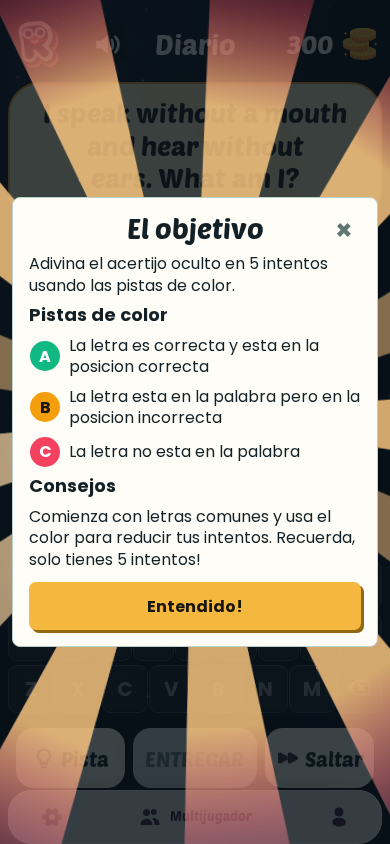 Diario
300
I speak without a mouth
and hear without
ears. What am I?
El objetivo
Adivina el acertijo oculto en 5 intentos
usando las pistas de color.
Pistas de color
A
La letra es correcta y esta en la
posicion correcta
B
La letra esta en la palabra pero en la
posicion incorrecta
C
La letra no esta en la palabra
Consejos
Comienza con letras comunes y usa el
color para reducir tus intentos. Recuerda,
solo tienes 5 intentos!
Entendido!
Z X C V B N M
Pista
ENTREGAR
Saltar
Multijugador